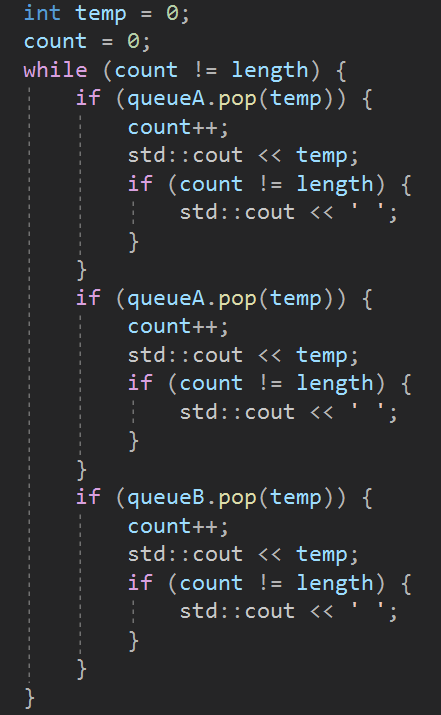 int temp = 0;
count = 0;
while (count != length) {
    if (queueA.pop(temp)) {
        count++;
        std::cout << temp;
        if (count != length) {
            std::cout << ' ';
        }
    }
    if (queueA.pop(temp)) {
        count++;
        std::cout << temp;
        if (count != length) {
            std::cout << ' ';
        }
    }
    if (queueB.pop(temp)) {
        count++;
        std::cout << temp;
        if (count != length) {
            std::cout << ' ';
        }
    }
}